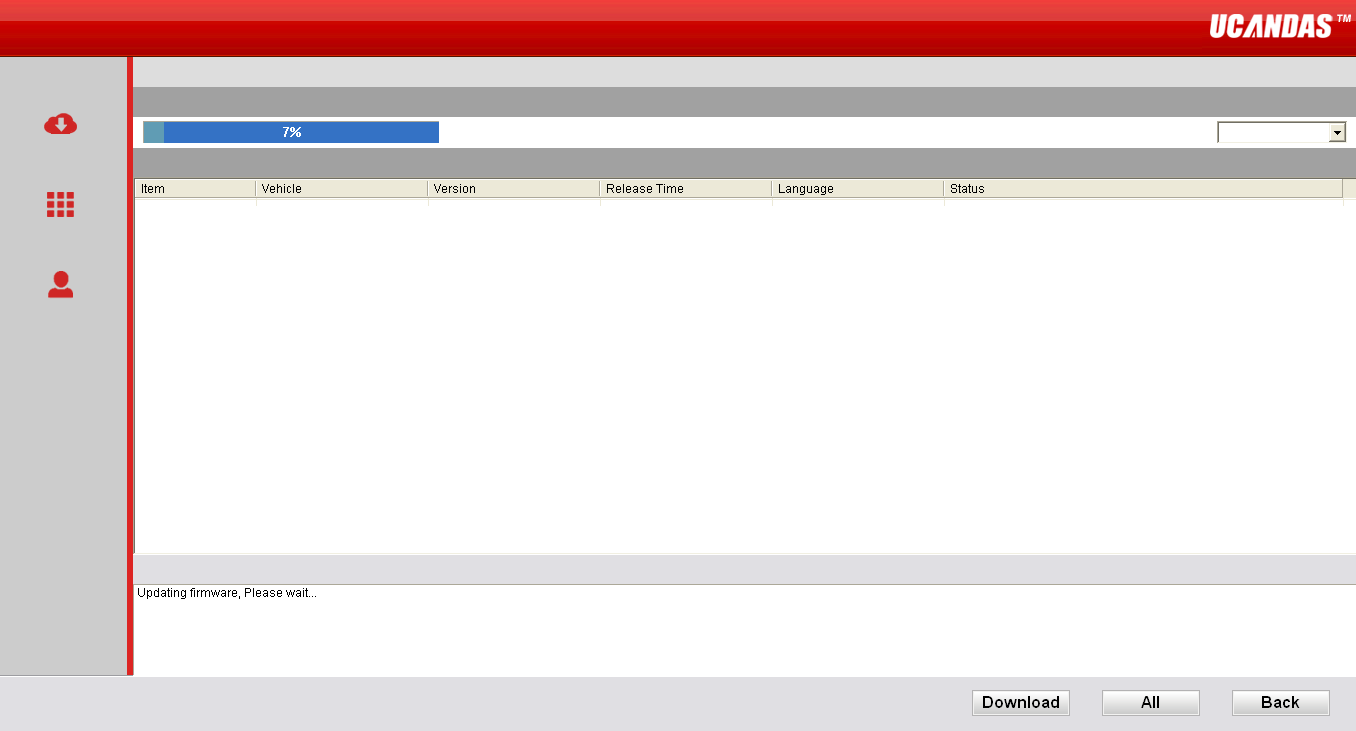 UCANDAS™
7%
Item Vehicle Version Release Time Language Status
Updating firmware, Please wait...
Download All Back